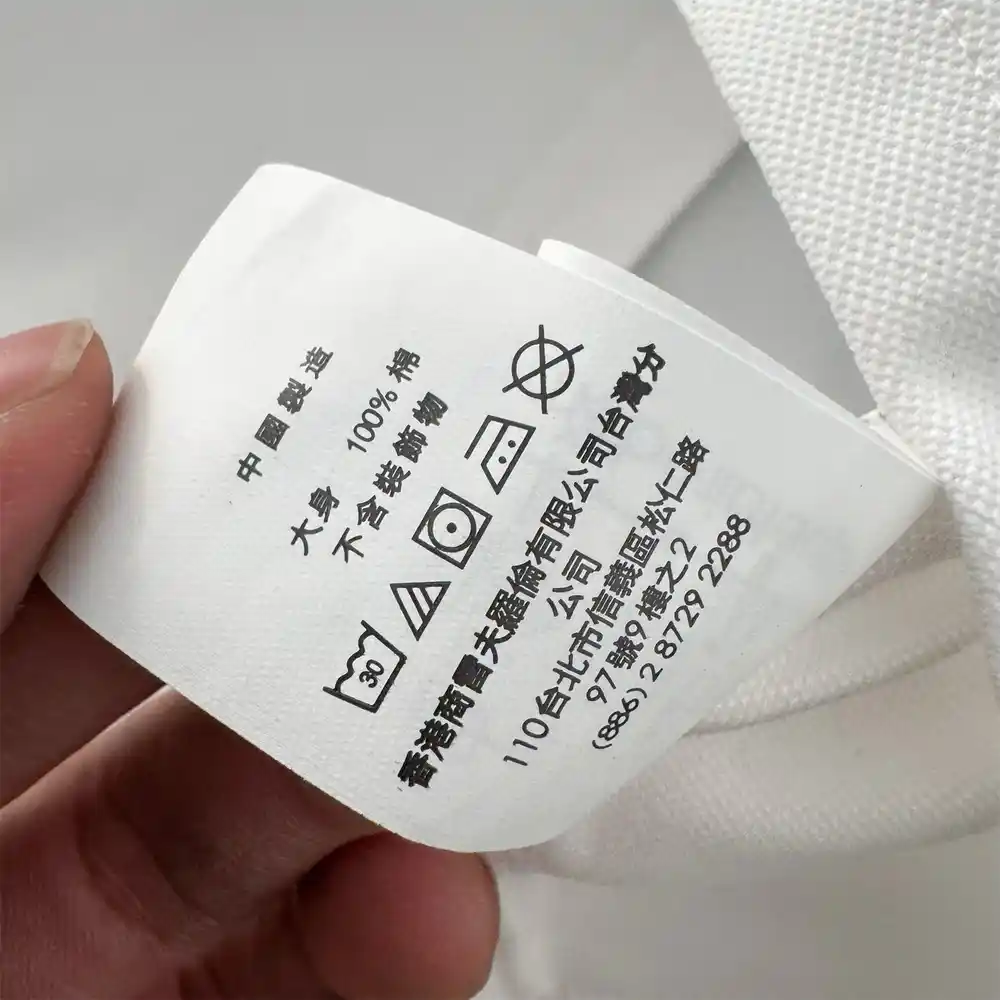 中國製造
大身 100% 棉
不含裝飾物
30
香港商雷夫羅倫有限公司台灣分
公司
110台北市信義區松仁路
97號9樓之2
(886) 2 8729 2288